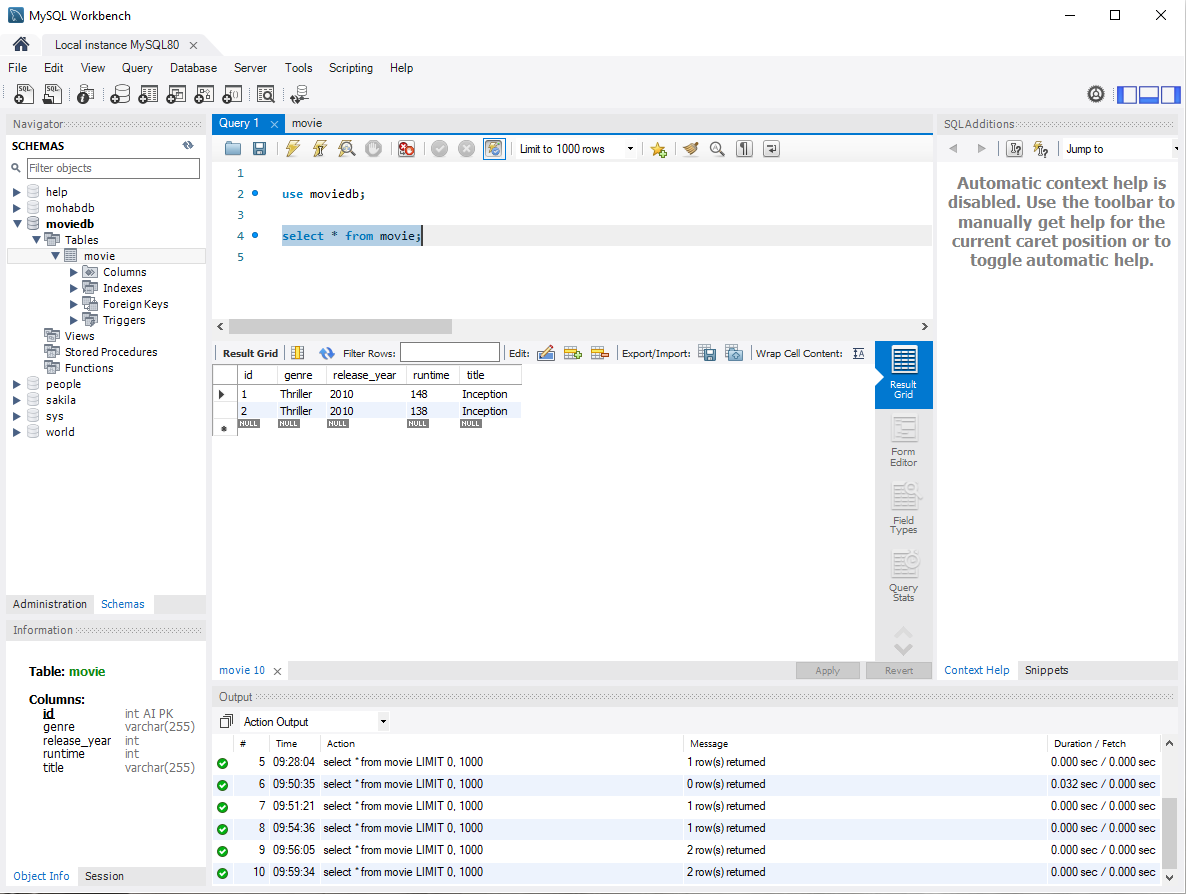 MySQL Workbench
Local instance MySQL80
File Edit View Query Database Server Tools Scripting Help
Navigator
SCHEMAS
Filter objects
help
mohabdb
moviedb
Tables
movie
Columns
Indexes
Foreign Keys
Triggers
Views
Stored Procedures
Functions
people
sakila
sys
world
Administration Schemas
Information
Table: movie
Columns:
id int AI PK
genre varchar(255)
release_year int
runtime int
title varchar(255)
Object Info Session
Query 1 movie
Limit to 1000 rows
1
2 use moviedb;
3
4 select * from movie;
5
Result Grid Filter Rows: Edit: Export/Import: Wrap Cell Content:
id genre release_year runtime title
1 Thriller 2010 148 Inception
2 Thriller 2010 138 Inception
NULL NULL NULL NULL NULL
Result
Grid
Form
Editor
Field
Types
Query
Stats
movie 10 Apply Revert
SQLAdditions
Jump to
Automatic context help is
disabled. Use the toolbar to
manually get help for the
current caret position or to
toggle automatic help.
Context Help Snippets
Output
Action Output
# Time Action Message Duration / Fetch
5 09:28:04 select * from movie LIMIT 0, 1000 1 row(s) returned 0.000 sec / 0.000 sec
6 09:50:35 select * from movie LIMIT 0, 1000 0 row(s) returned 0.032 sec / 0.000 sec
7 09:51:21 select * from movie LIMIT 0, 1000 1 row(s) returned 0.000 sec / 0.000 sec
8 09:54:36 select * from movie LIMIT 0, 1000 1 row(s) returned 0.000 sec / 0.000 sec
9 09:56:05 select * from movie LIMIT 0, 1000 2 row(s) returned 0.000 sec / 0.000 sec
10 09:59:34 select * from movie LIMIT 0, 1000 2 row(s) returned 0.000 sec / 0.000 sec